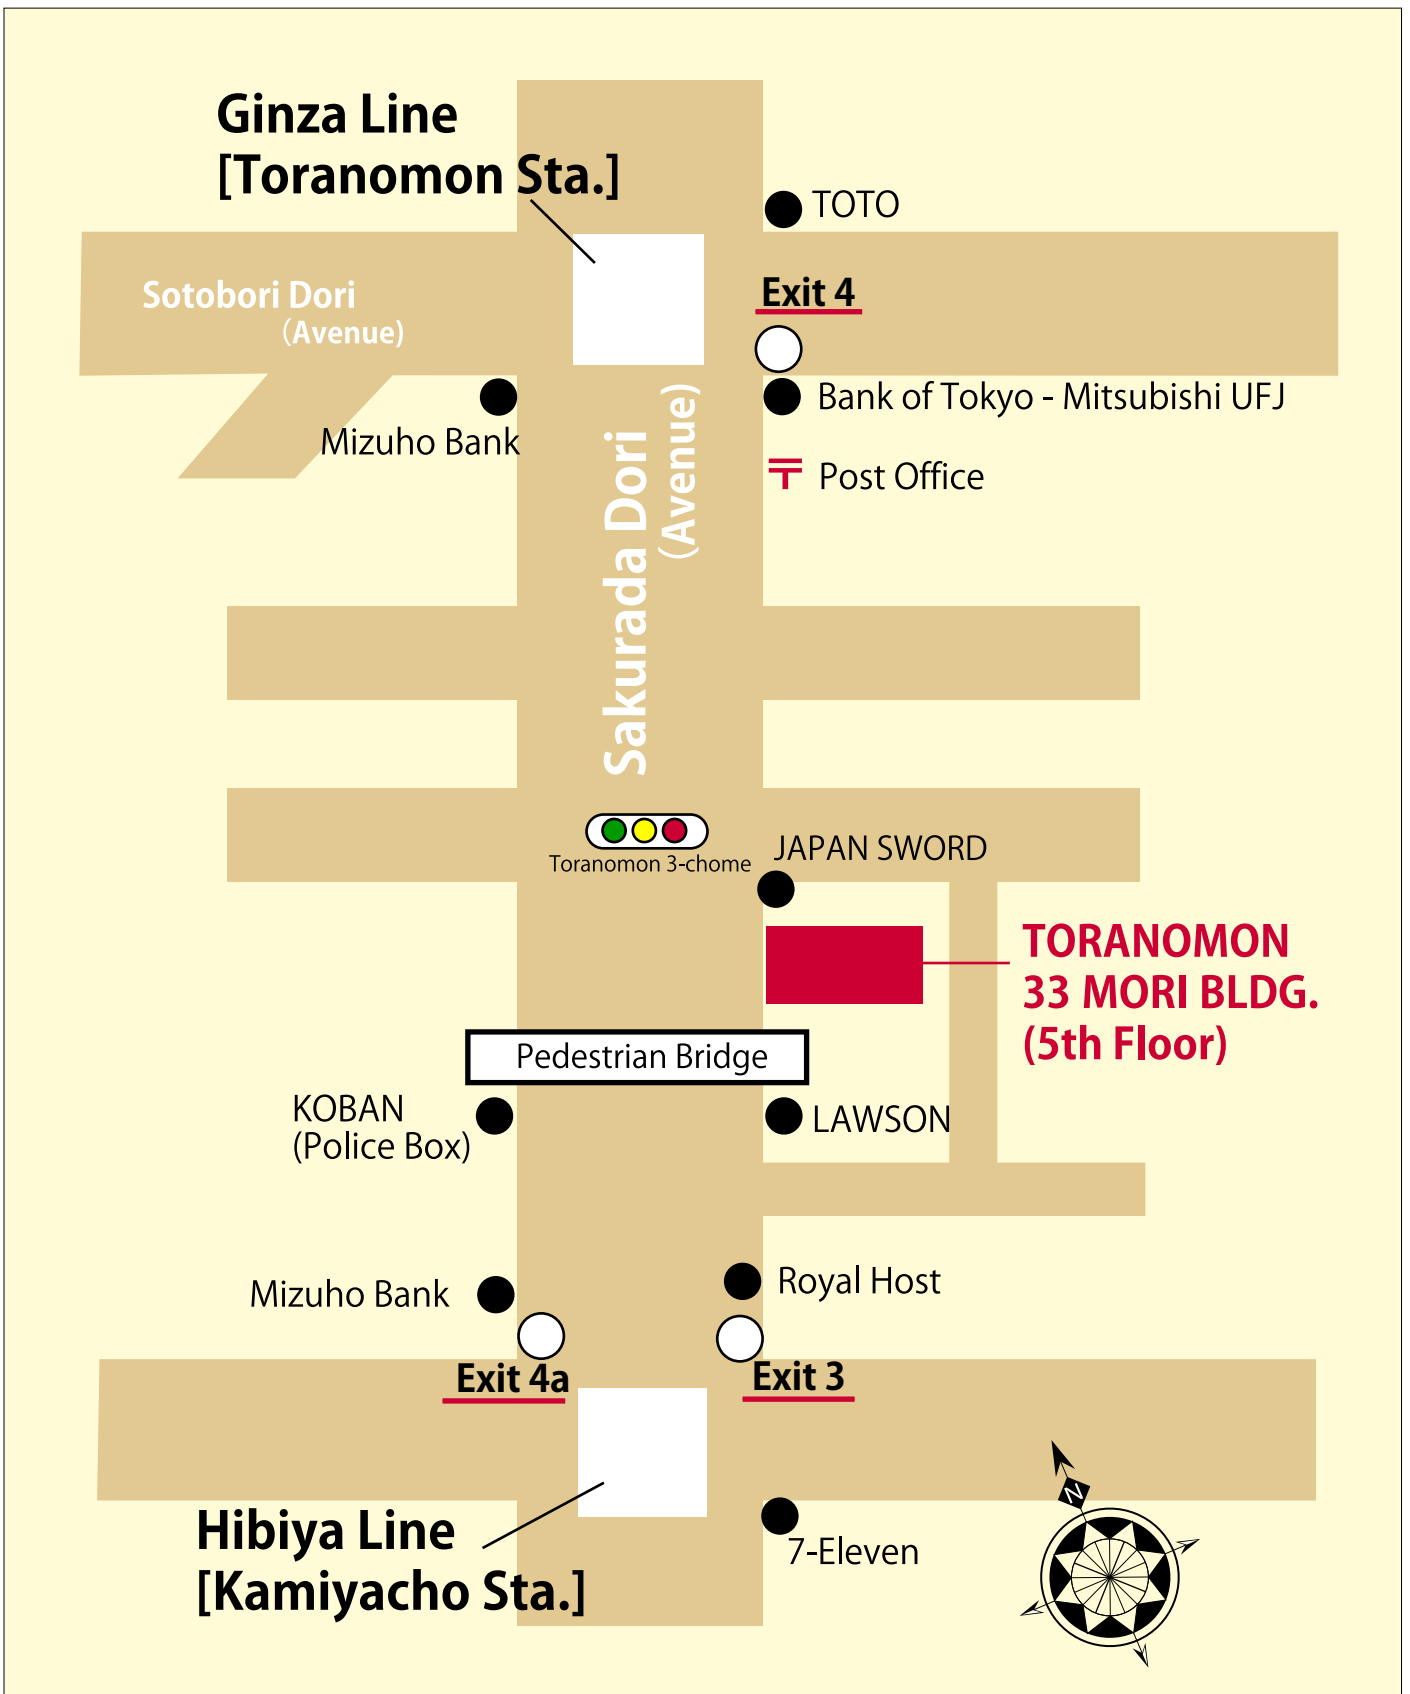 Ginza Line
[Toranomon Sta.]
TOTO
Sotobori Dori
(Avenue)
Exit 4
Mizuho Bank
Bank of Tokyo - Mitsubishi UFJ
〒 Post Office
Sakurada Dori
(Avenue)
Toranomon 3-chome
JAPAN SWORD
TORANOMON
33 MORI BLDG.
(5th Floor)
Pedestrian Bridge
KOBAN
(Police Box)
LAWSON
Mizuho Bank
Royal Host
Exit 4a
Exit 3
Hibiya Line
[Kamiyacho Sta.]
7-Eleven
N